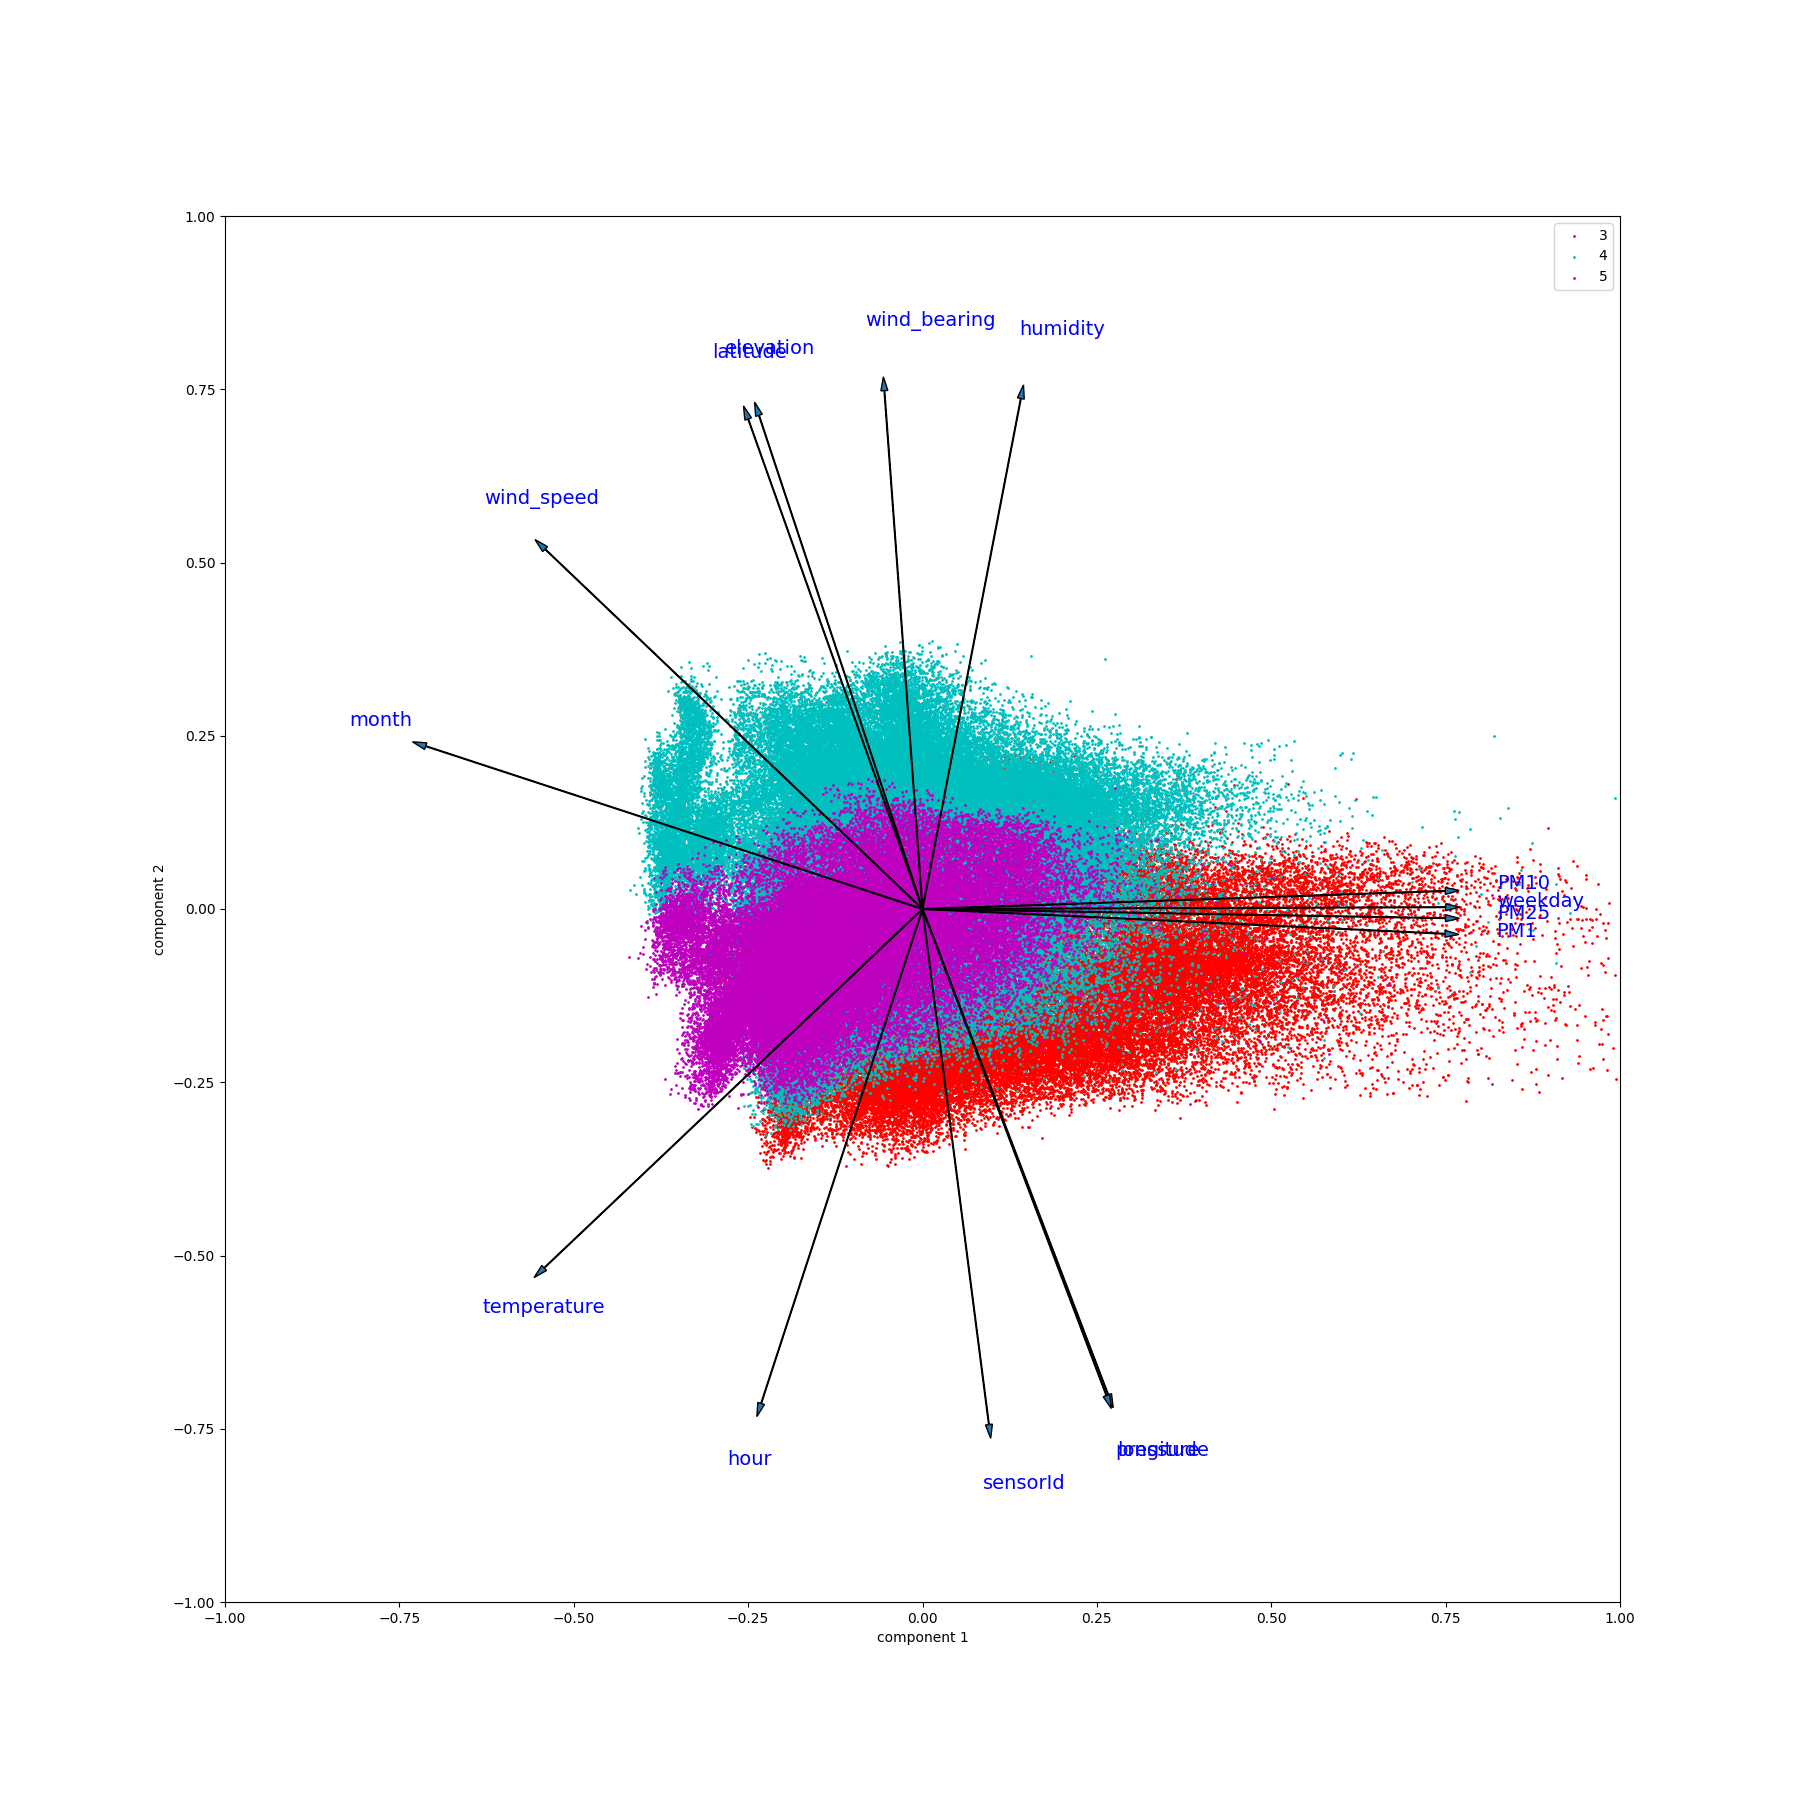 1.00
0.75
0.50
0.25
0.00
−0.25
−0.50
−0.75
−1.00
component 2
3
4
5
wind_bearing
humidity
elevation
latitude
wind_speed
month
PM10
weekday
PM25
PM1
temperature
hour
sensorId
pressure
longitude
−1.00
−0.75
−0.50
−0.25
0.00
0.25
0.50
0.75
1.00
component 1